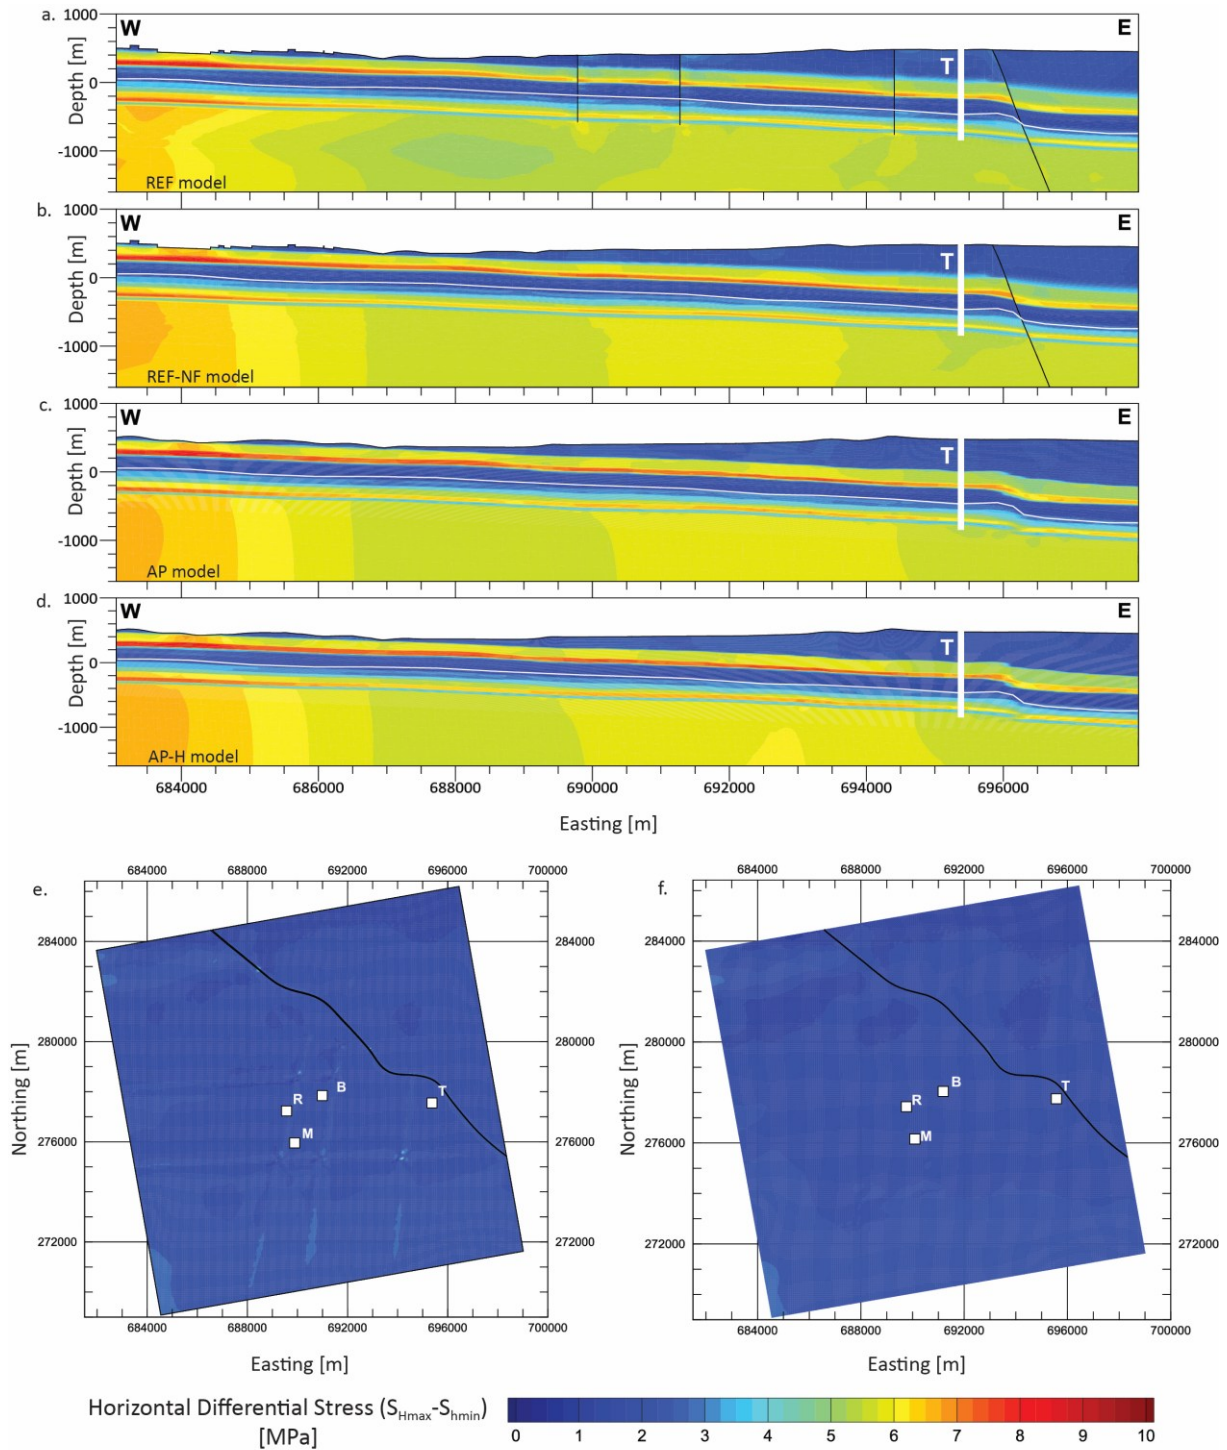 a.
1000
W
E
Depth [m]
0
T
-1000
REF model
b.
1000
W
E
Depth [m]
0
T
-1000
REF-NF model
c.
1000
W
E
Depth [m]
0
T
-1000
AP model
d.
1000
W
E
Depth [m]
0
T
-1000
AP-H model
684000 686000 688000 690000 692000 694000 696000
Easting [m]
e.
684000 688000 692000 696000 700000
284000 284000
280000 280000
276000 276000
272000 272000
Northing [m]
R
B
T
M
684000 688000 692000 696000 700000
Easting [m]
f.
684000 688000 692000 696000 700000
284000 284000
280000 280000
276000 276000
272000 272000
Northing [m]
R
B
T
M
684000 688000 692000 696000 700000
Easting [m]
Horizontal Differential Stress (SHmax-Shmin)
[MPa]
0 1 2 3 4 5 6 7 8 9 10